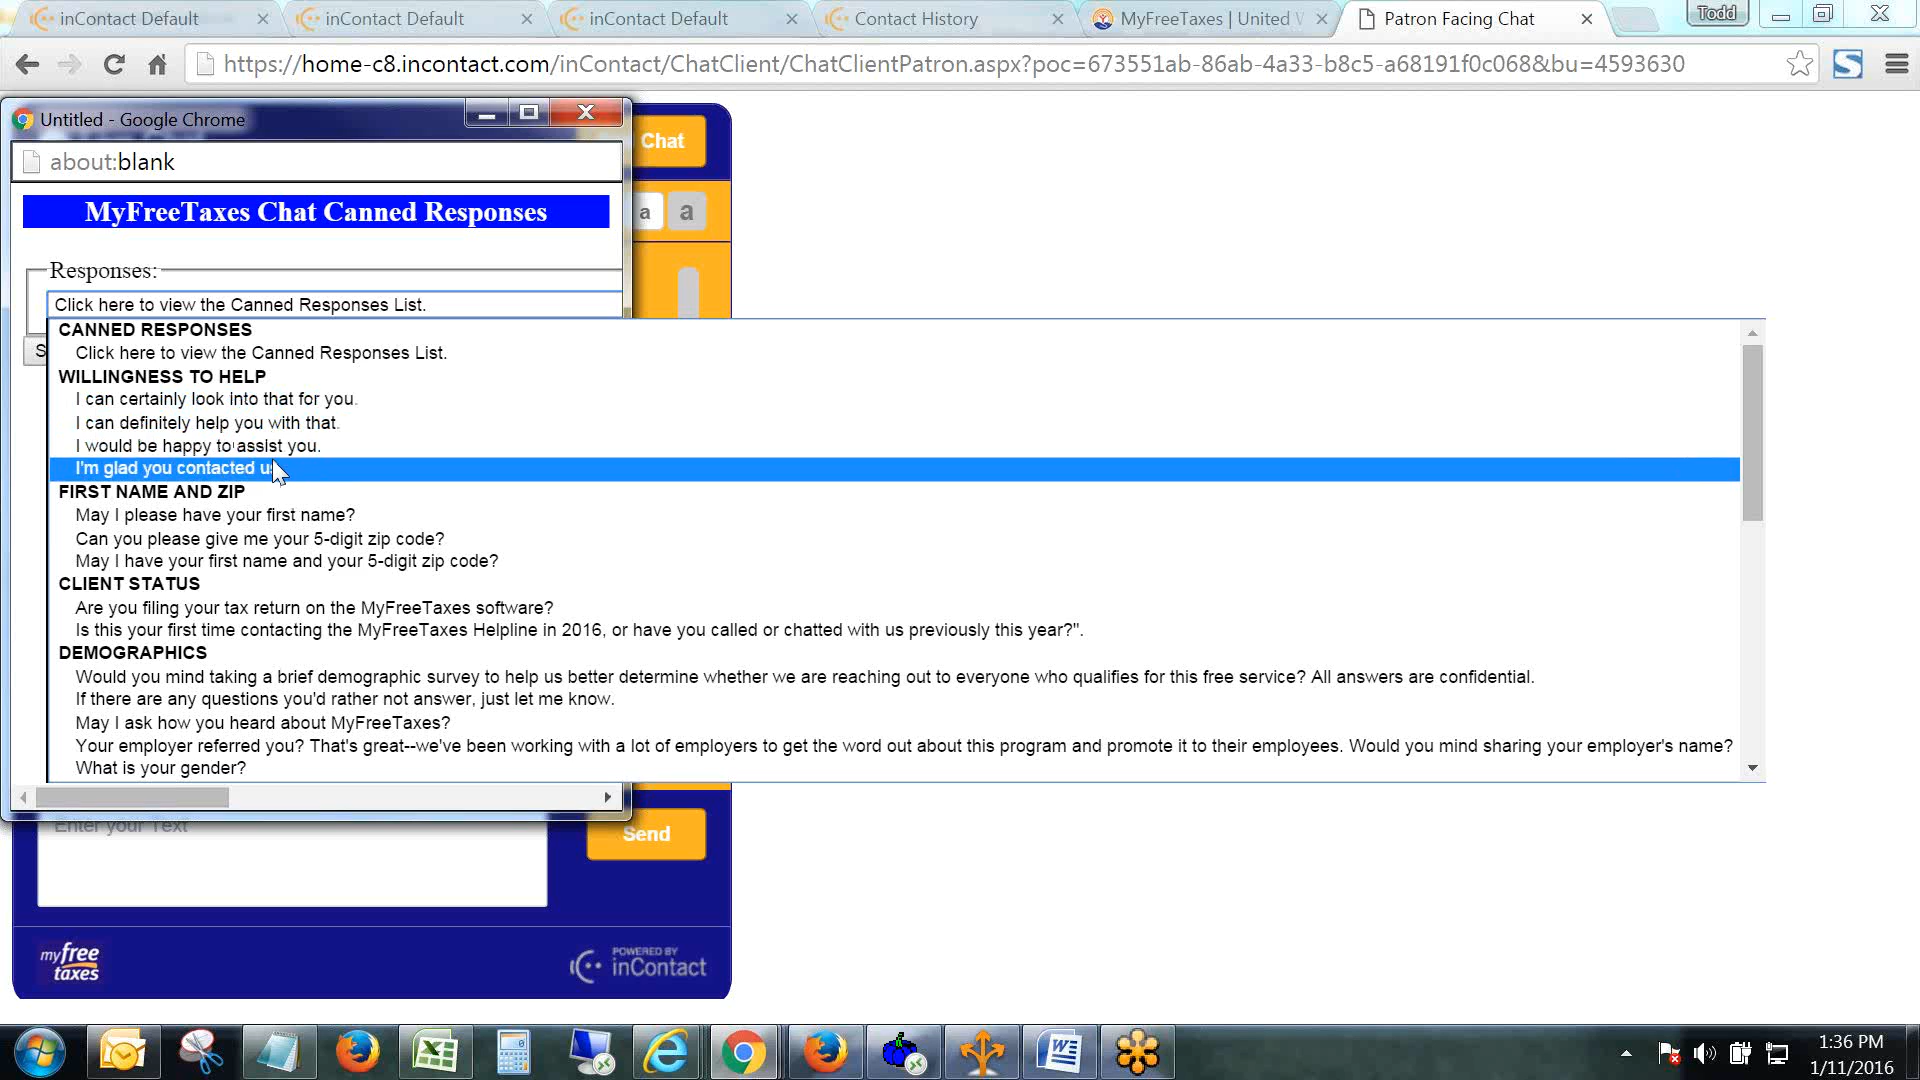 inContact Default
inContact Default
inContact Default
Contact History
MyFreeTaxes | United
Patron Facing Chat
Todd
https://home-c8.incontact.com/inContact/ChatClient/ChatClientPatron.aspx?poc=673551ab-86ab-4a33-b8c5-a68191f0c068&bu=4593630
Untitled - Google Chrome
Chat
about:blank
MyFreeTaxes Chat Canned Responses
a a
Responses:
Click here to view the Canned Responses List.
CANNED RESPONSES
Click here to view the Canned Responses List.
WILLINGNESS TO HELP
I can certainly look into that for you.
I can definitely help you with that.
I would be happy to assist you.
I'm glad you contacted us
FIRST NAME AND ZIP
May I please have your first name?
Can you please give me your 5-digit zip code?
May I have your first name and your 5-digit zip code?
CLIENT STATUS
Are you filing your tax return on the MyFreeTaxes software?
Is this your first time contacting the MyFreeTaxes Helpline in 2016, or have you called or chatted with us previously this year?".
DEMOGRAPHICS
Would you mind taking a brief demographic survey to help us better determine whether we are reaching out to everyone who qualifies for this free service? All answers are confidential.
If there are any questions you'd rather not answer, just let me know.
May I ask how you heard about MyFreeTaxes?
Your employer referred you? That's great--we've been working with a lot of employers to get the word out about this program and promote it to their employees. Would you mind sharing your employer's name?
What is your gender?
Enter your Text
Send
my free taxes
POWERED BY
inContact
1:36 PM
1/11/2016